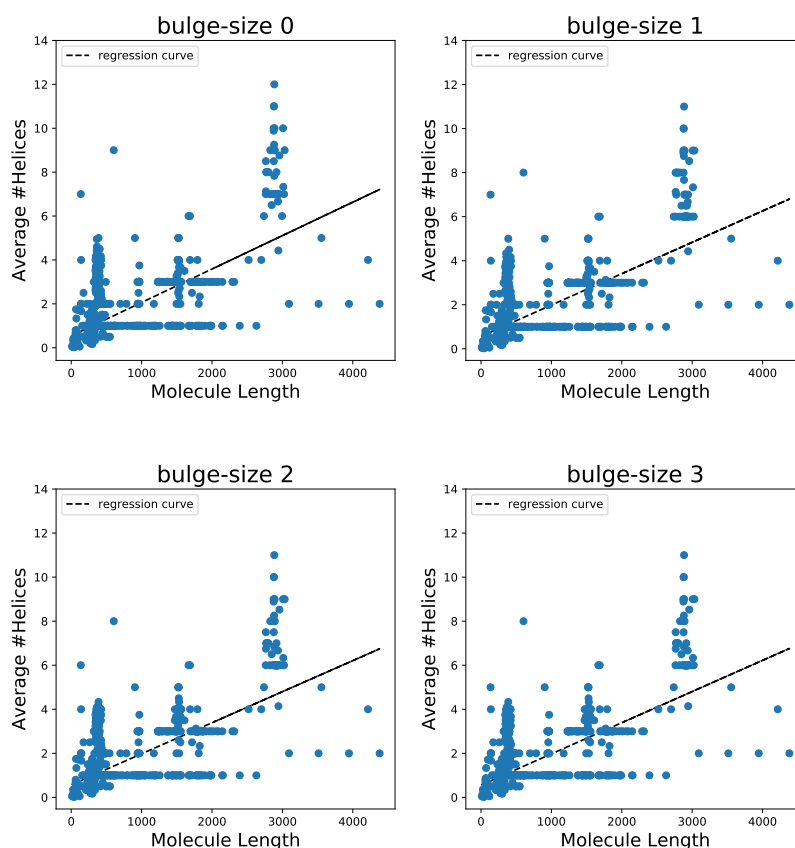 bulge-size 0
14
12
10
8
6
4
2
0
Average #Helices
regression curve
0 1000 2000 3000 4000
Molecule Length
bulge-size 1
14
12
10
8
6
4
2
0
Average #Helices
regression curve
0 1000 2000 3000 4000
Molecule Length
bulge-size 2
14
12
10
8
6
4
2
0
Average #Helices
regression curve
0 1000 2000 3000 4000
Molecule Length
bulge-size 3
14
12
10
8
6
4
2
0
Average #Helices
regression curve
0 1000 2000 3000 4000
Molecule Length